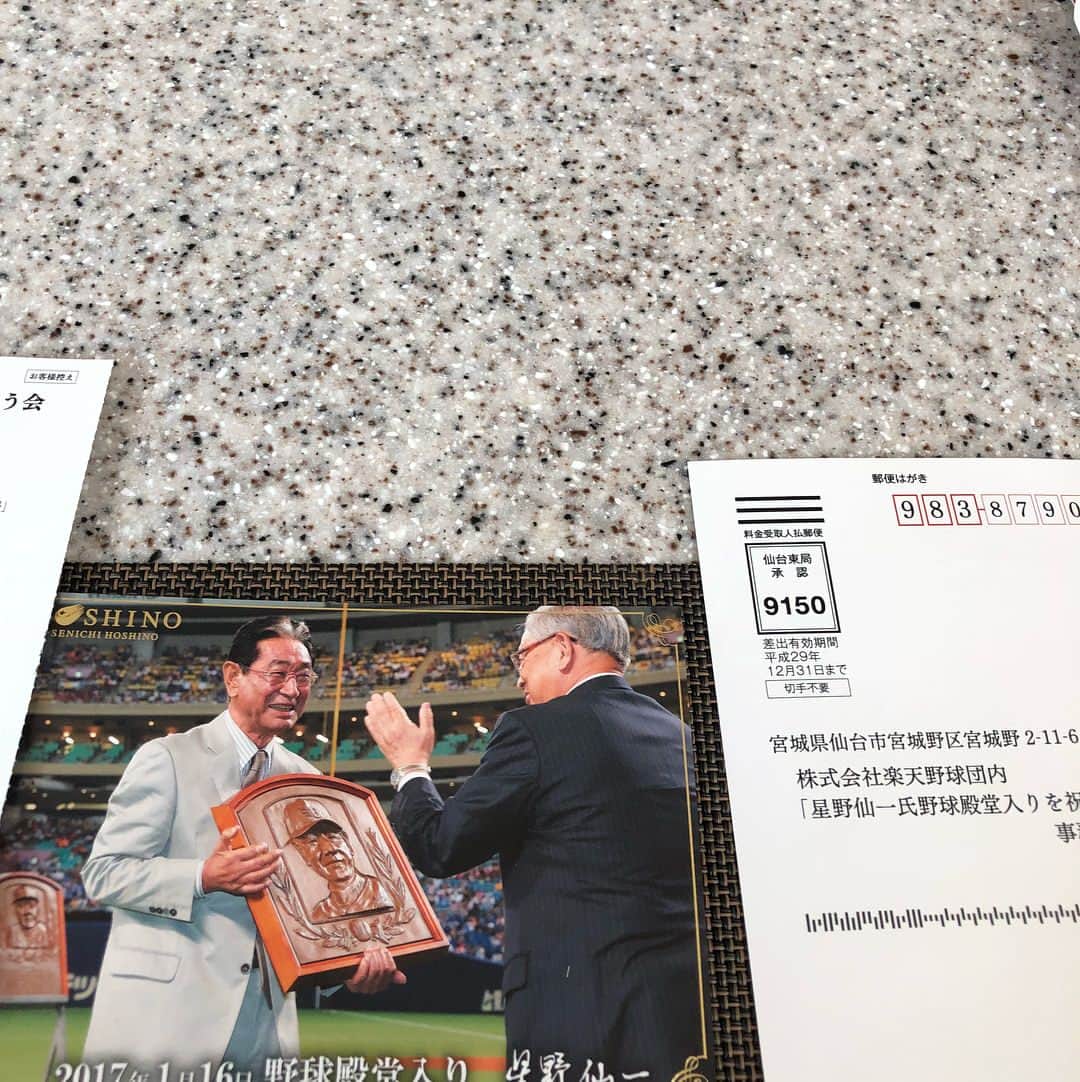 お客様控え
う会
」
郵便はがき
983-8790
料金受取人払郵便
仙台東局
承　認
9150
差出有効期間
平成29年
12月31日まで
切手不要
宮城県仙台市宮城野区宮城野 2-11-6
株式会社楽天野球団内
「星野仙一氏野球殿堂入りを祝
HOSHINO
SENICHI HOSHINO
2017年1月16日 野球殿堂入り 星野仙一